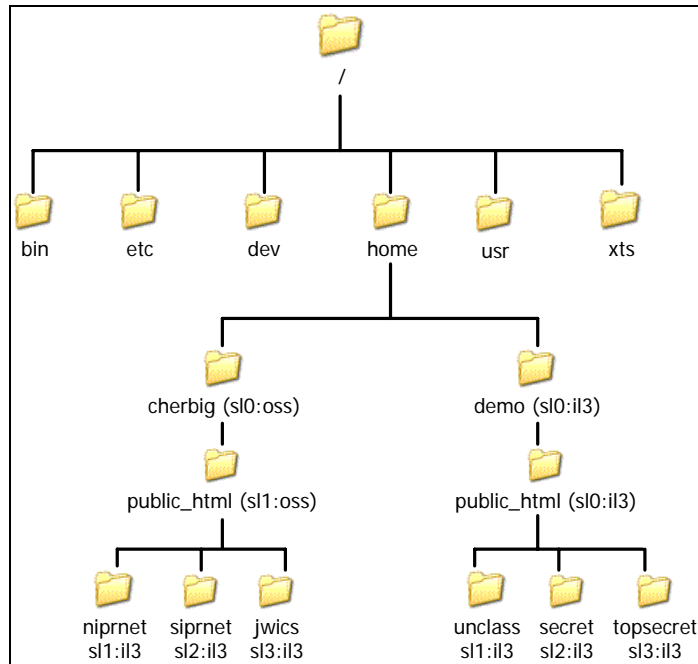 /
bin etc dev home usr xts
cherbig (sl0:oss) demo (sl0:il3)
public_html (sl1:oss) public_html (sl0:il3)
niprnet siprnet jwics unclass secret topsecret
sl1:il3 sl2:il3 sl3:il3 sl1:il3 sl2:il3 sl3:il3